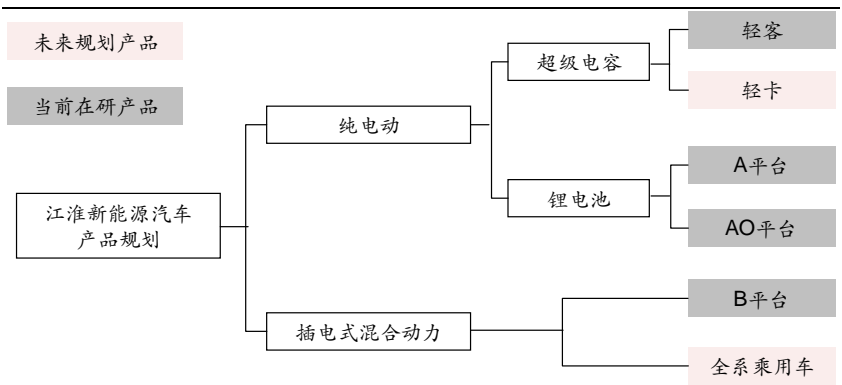 未来规划产品
当前在研产品
江淮新能源汽车
产品规划
纯电动
插电式混合动力
超级电容
锂电池
轻客
轻卡
A平台
AO平台
B平台
全系乘用车